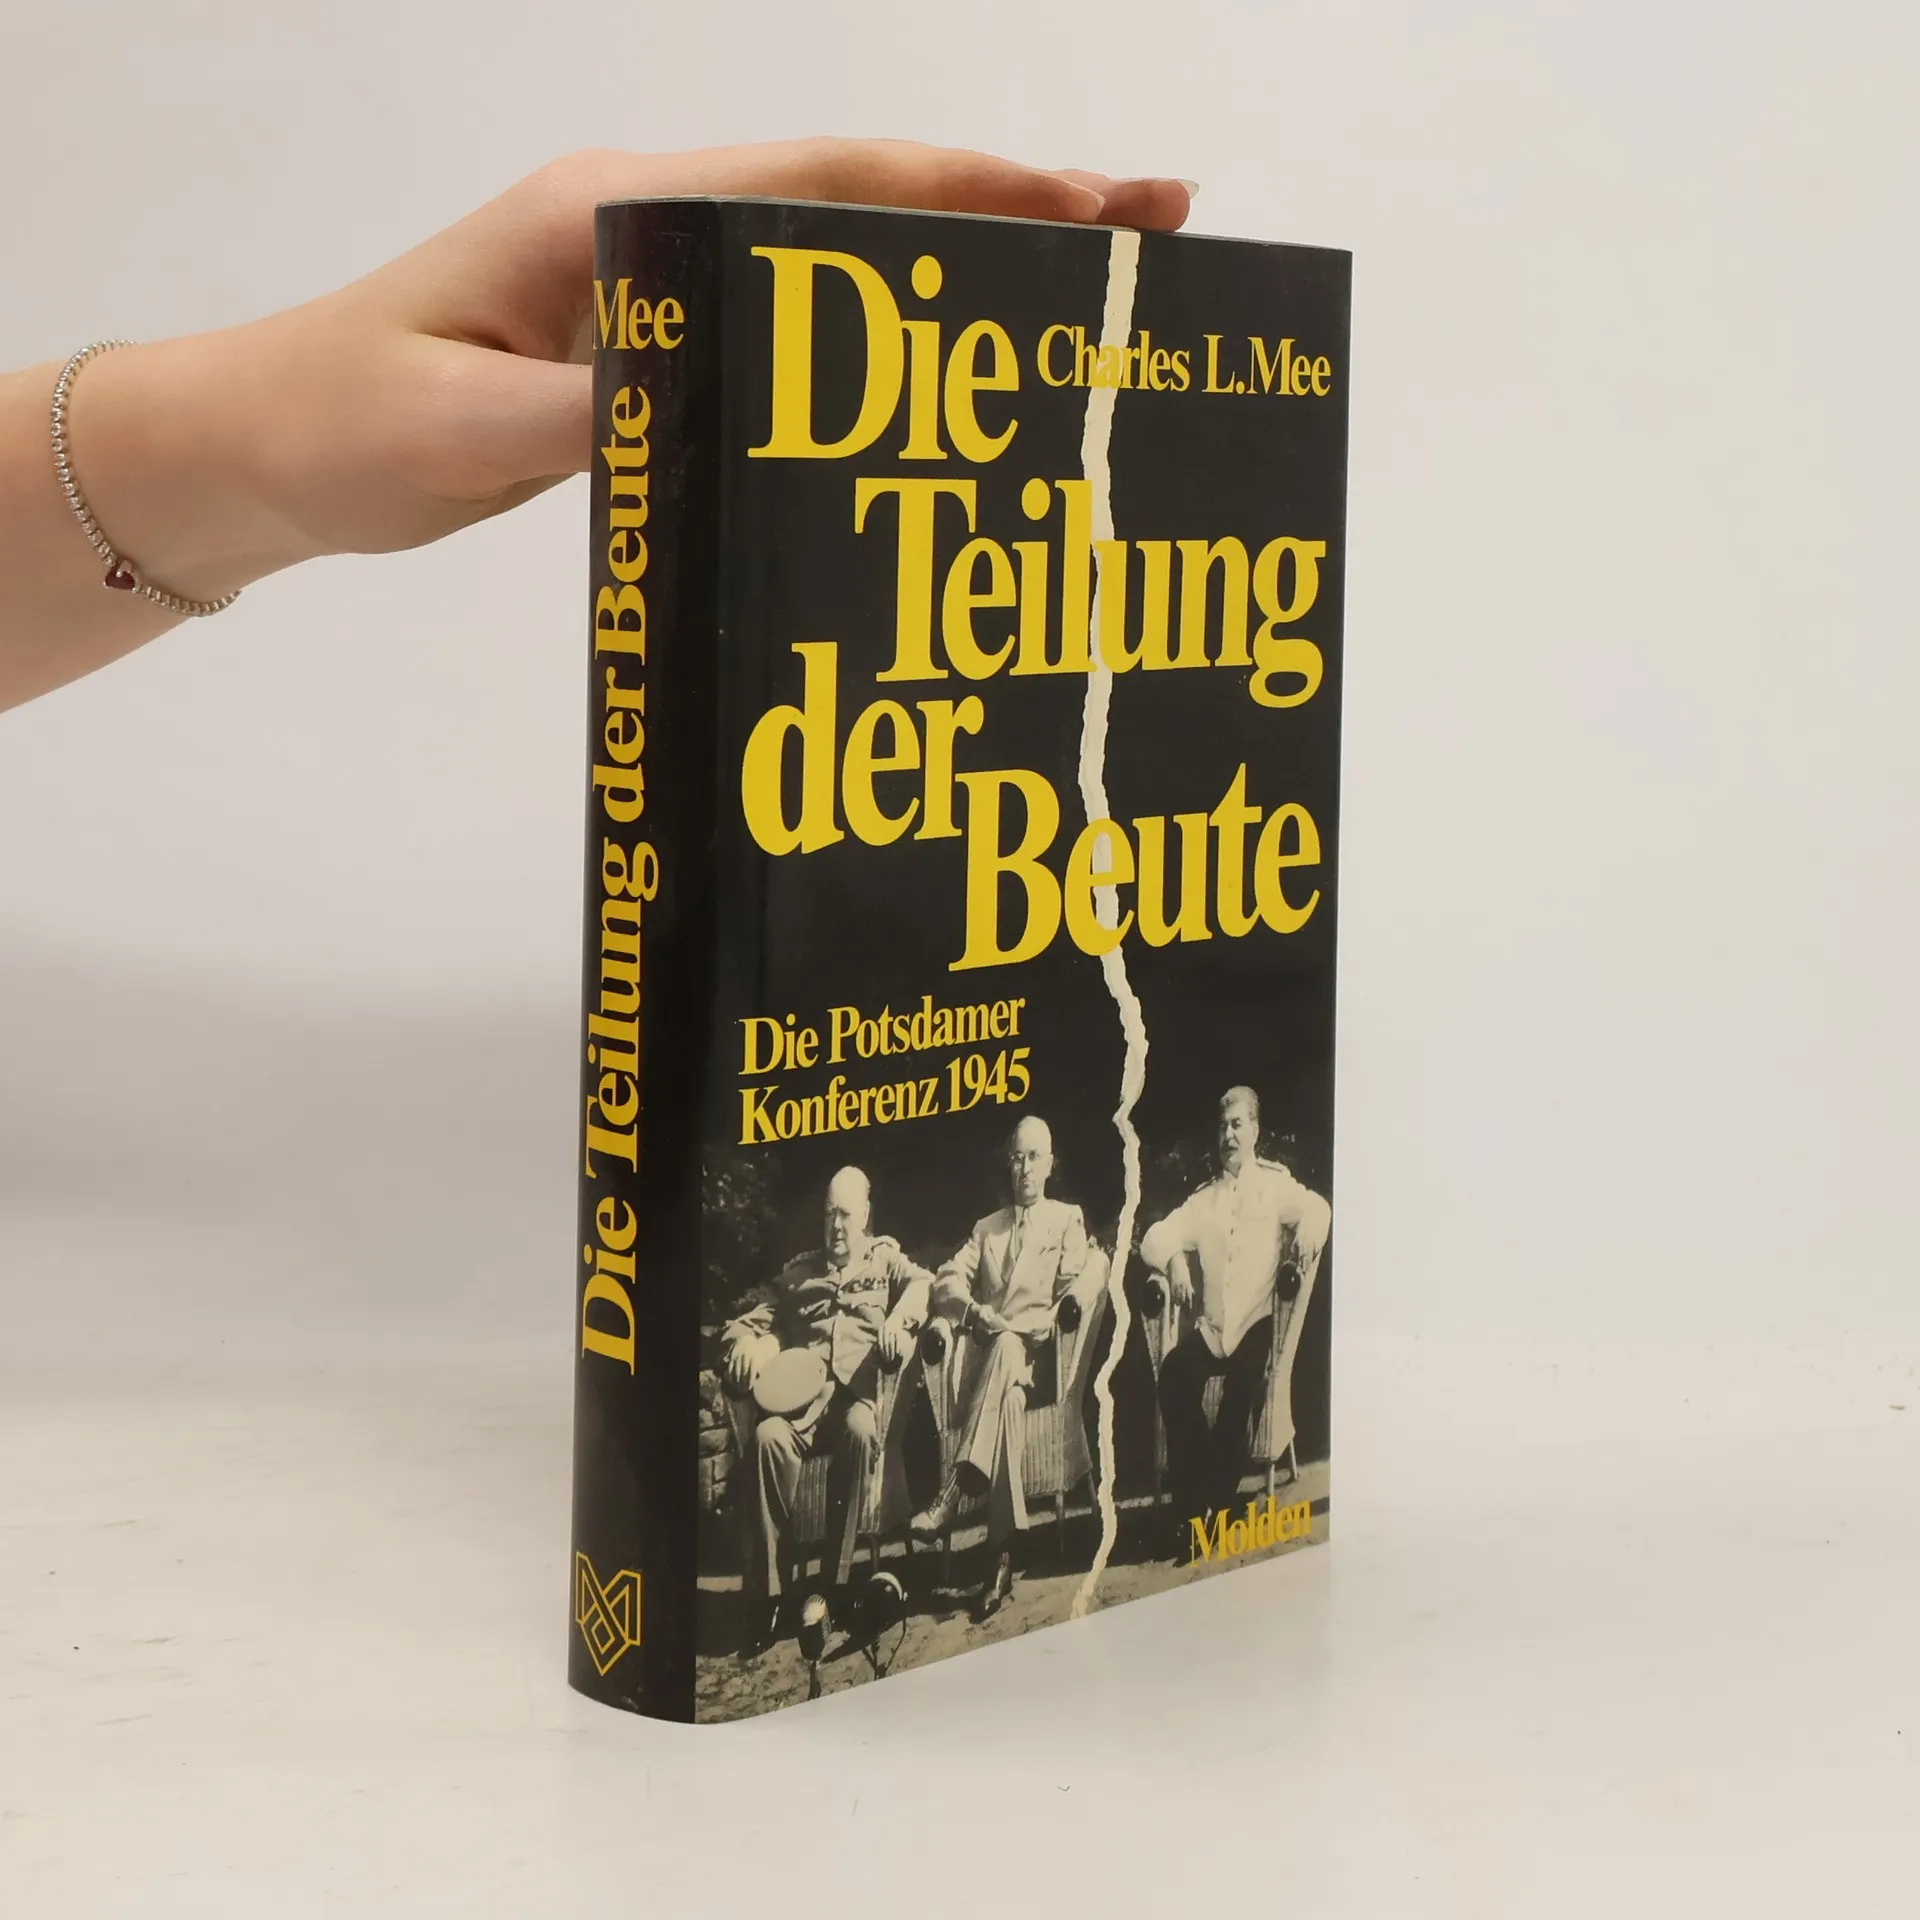 Mee
Die Teilung der Beute
Die
Charles L. Mee
Teilung
der
Beute
Die Potsdamer
Konferenz 1945
Molden